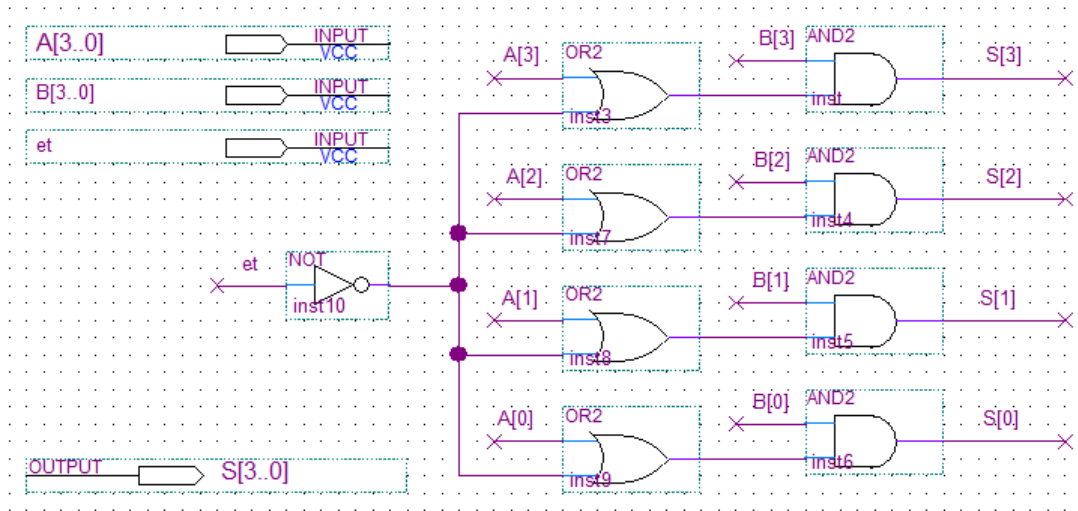 A[3..0]
INPUT
VCC
B[3..0]
INPUT
VCC
et
INPUT
VCC
A[3]
OR2
inst3
B[3]
AND2
inst
S[3]
A[2]
OR2
inst7
B[2]
AND2
inst4
S[2]
et
NOT
inst10
A[1]
OR2
inst8
B[1]
AND2
inst5
S[1]
A[0]
OR2
inst9
B[0]
AND2
inst6
S[0]
OUTPUT
S[3..0]